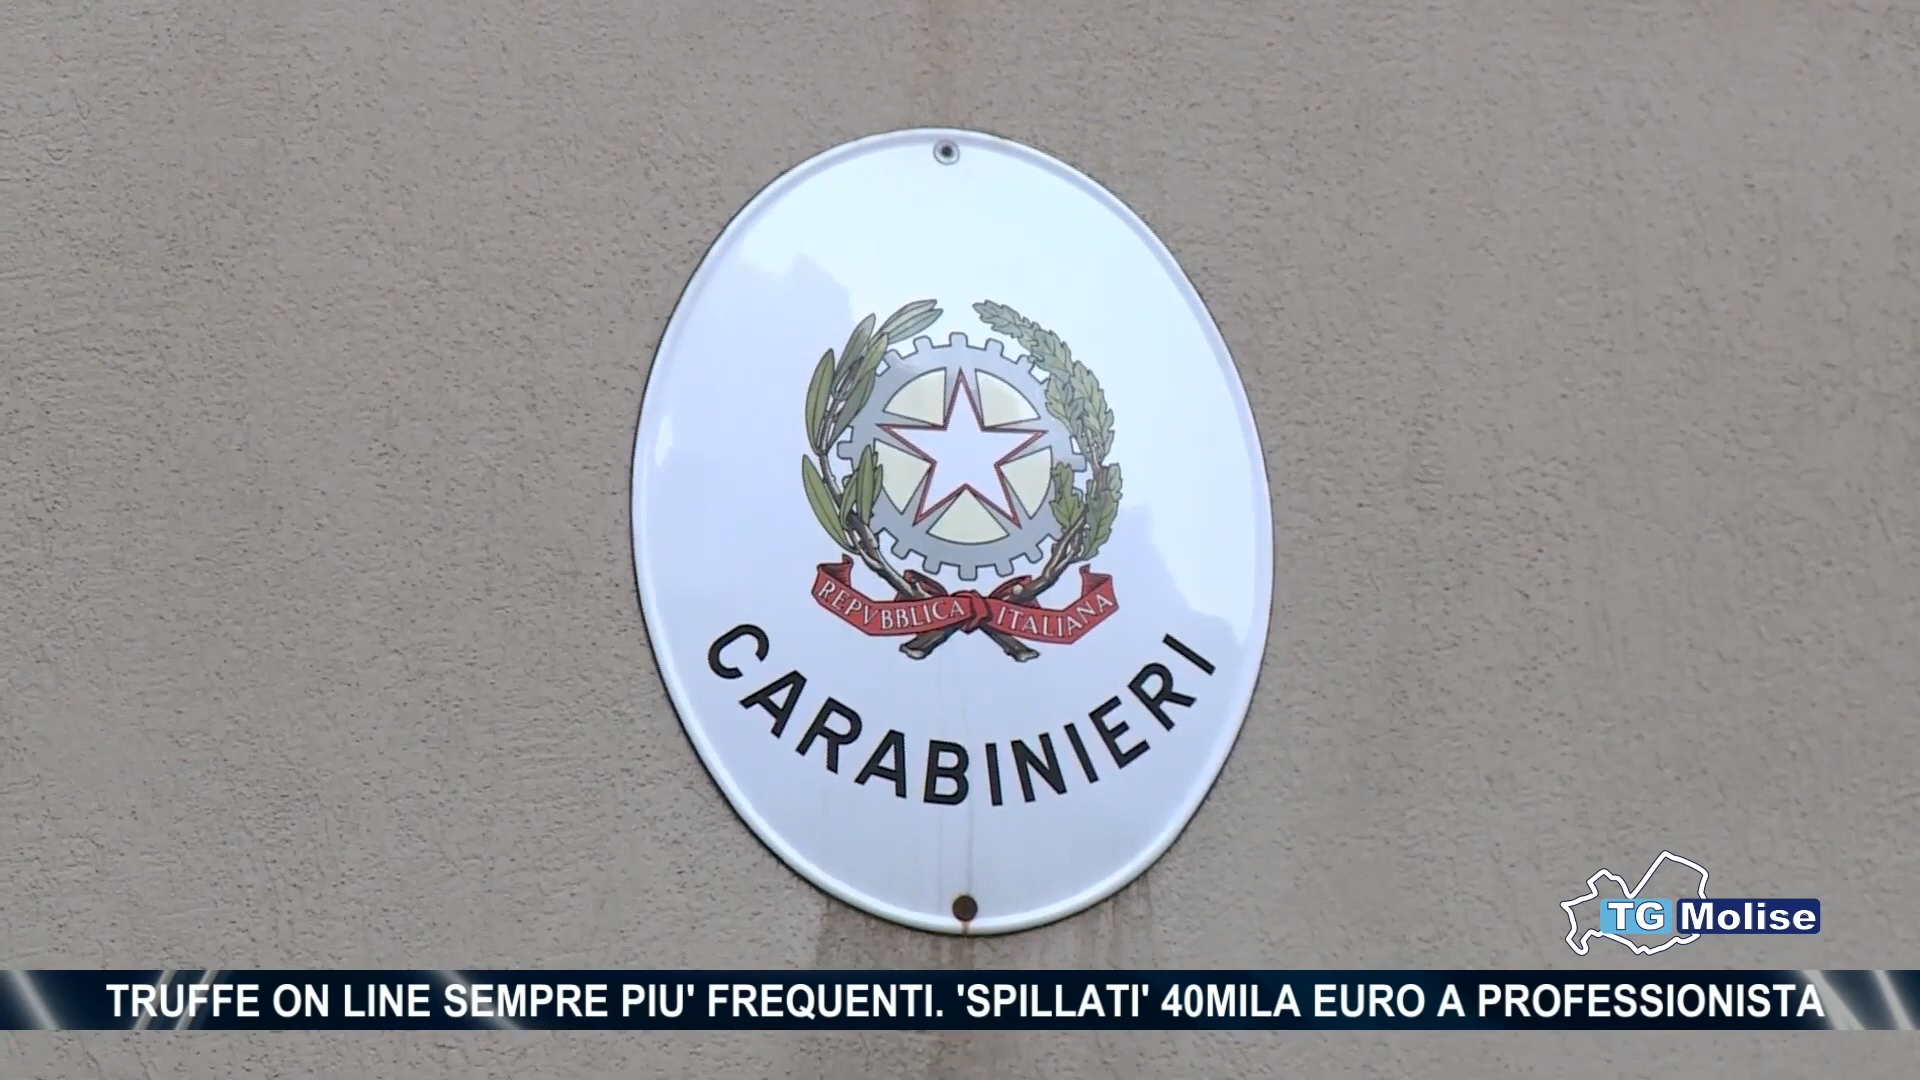 REPVBBLICA ITALIANA
CARABINIERI
TG Molise
TRUFFE ON LINE SEMPRE PIU' FREQUENTI. 'SPILLATI' 40MILA EURO A PROFESSIONISTA